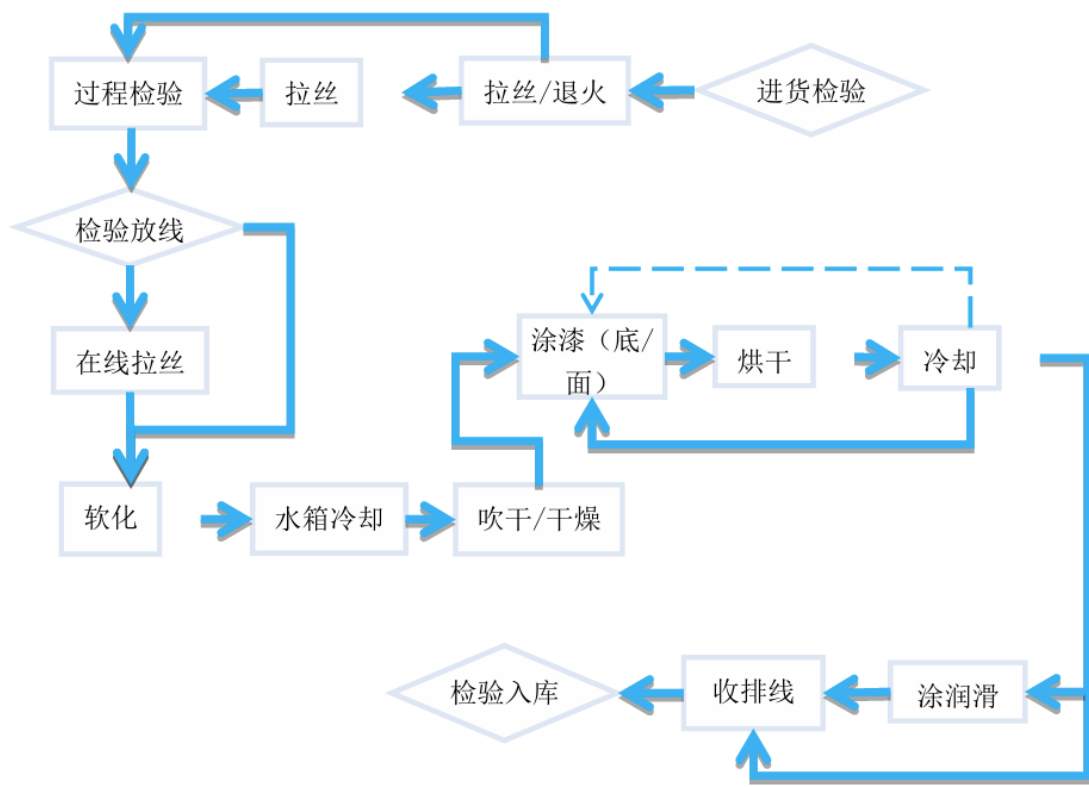 过程检验
拉丝
拉丝/退火
进货检验
检验放线
在线拉丝
涂漆（底/
面）
烘干
冷却
软化
水箱冷却
吹干/干燥
检验入库
收排线
涂润滑